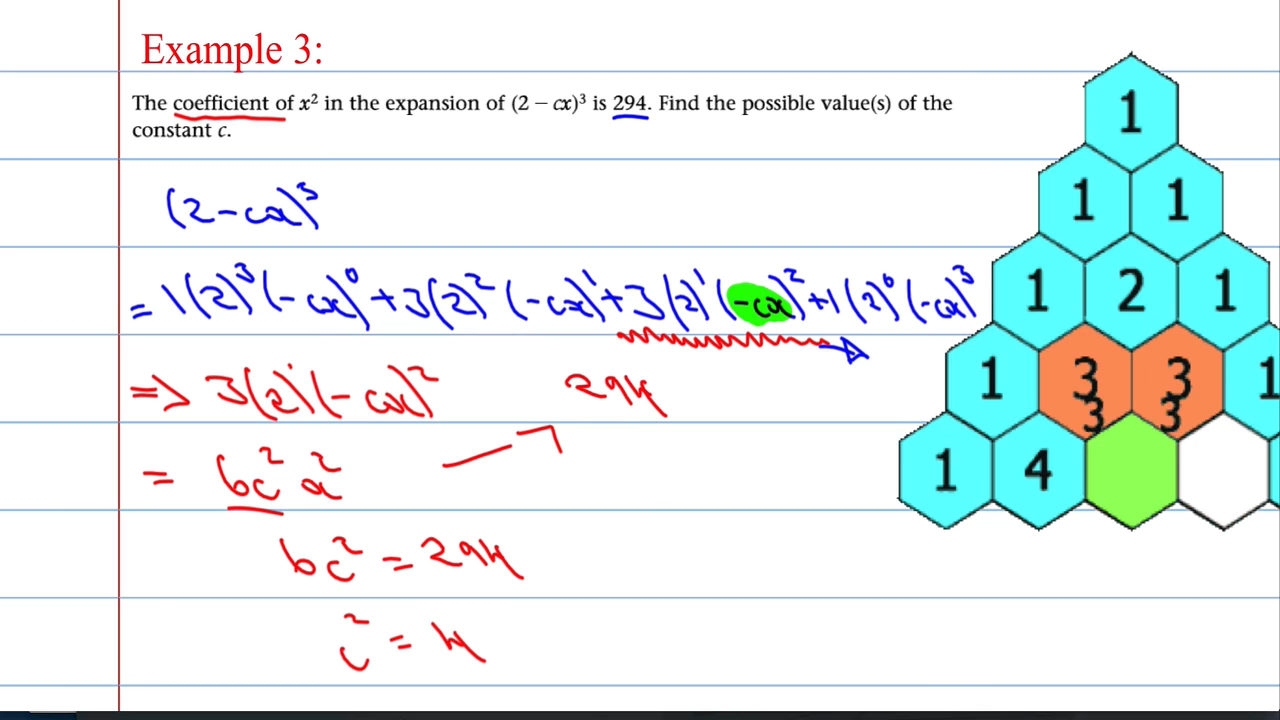 Example 3:
The coefficient of x² in the expansion of (2 – cx)³ is 294. Find the possible value(s) of the
constant c.
(2-cx)³
= 1(2)³(-cx)⁰+3(2)²(-cx)¹+3(2)¹(-cx)²+1(2)⁰(-cx)³
=> 3(2)¹(-cx)²
294
= 6c²x²
6c² = 294
c² = 4
1
1 1
1 2 1
1 3 3 1
3 3
1 4